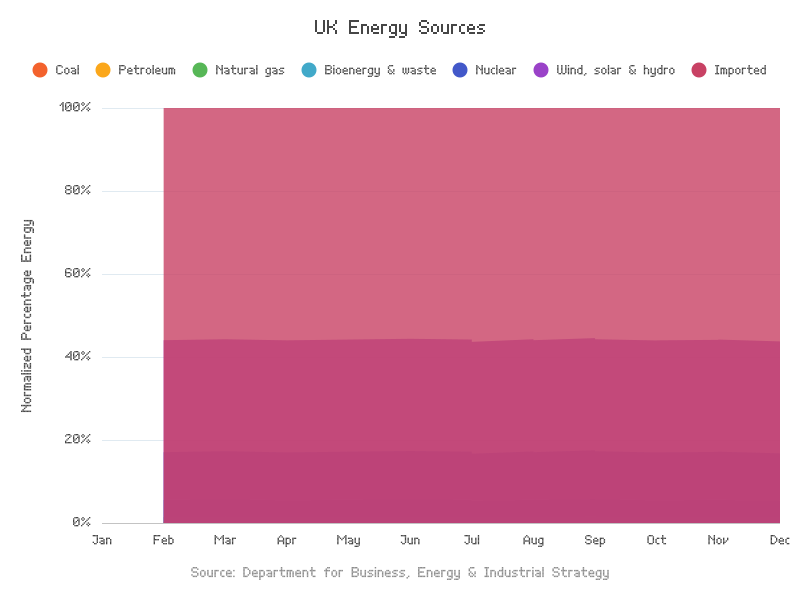 UK Energy Sources
Coal Petroleum Natural gas Bioenergy & waste Nuclear Wind, solar & hydro Imported
Normalized Percentage Energy
100%
80%
60%
40%
20%
0%
Jan Feb Mar Apr May Jun Jul Aug Sep Oct Nov Dec
Source: Department for Business, Energy & Industrial Strategy